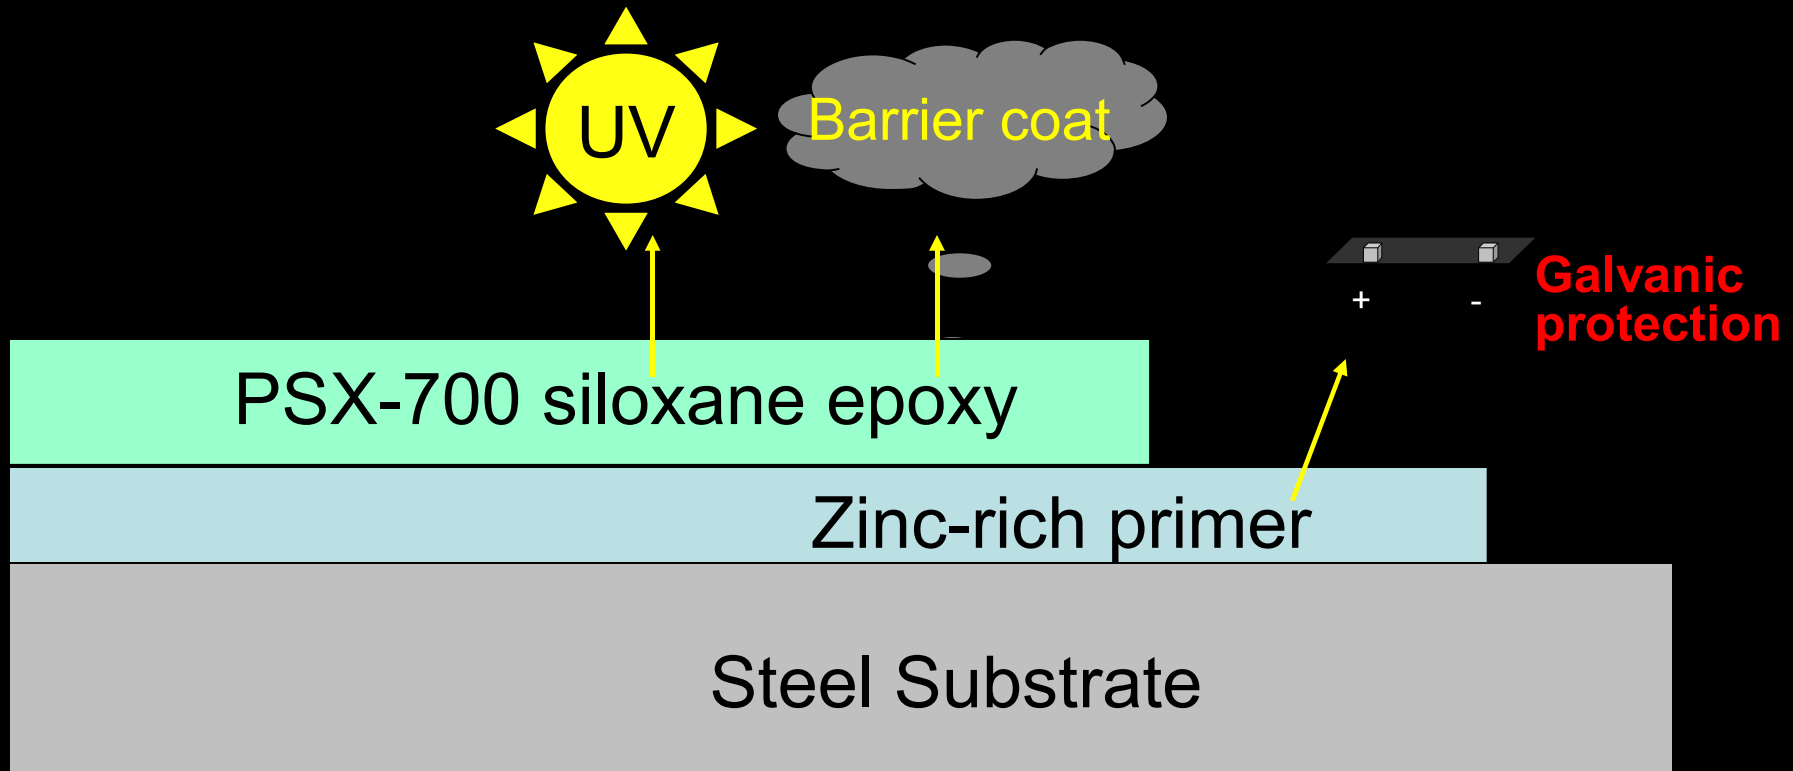 UV
Barrier coat
Galvanic
protection
+ -
PSX-700 siloxane epoxy
Zinc-rich primer
Steel Substrate